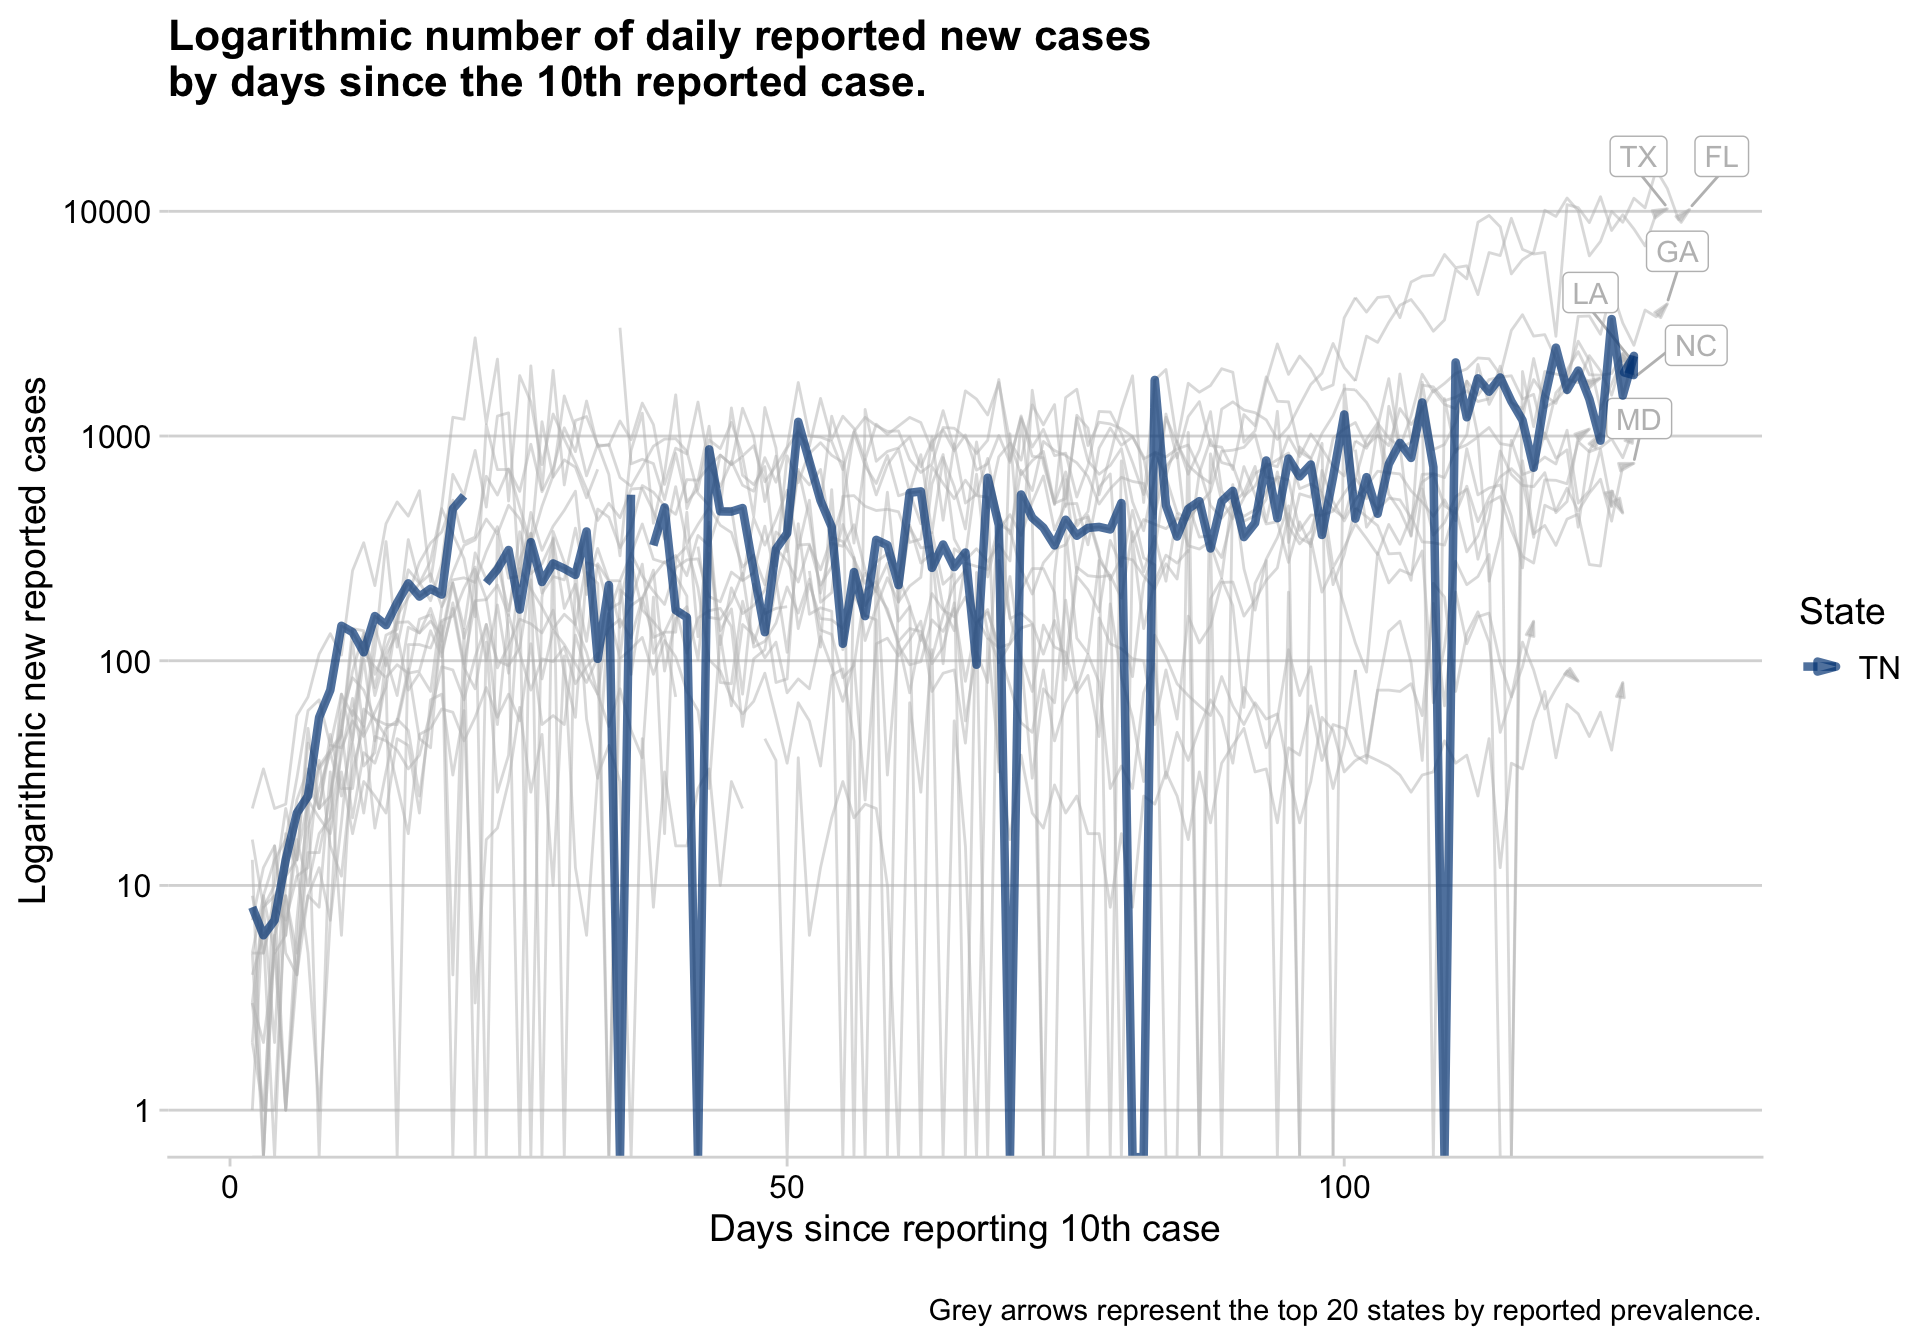 Logarithmic number of daily reported new cases
by days since the 10th reported case.
TX
FL
10000
GA
LA
NC
MD
1000
100
10
1
Logarithmic new reported cases
State
TN
0
50
100
Days since reporting 10th case
Grey arrows represent the top 20 states by reported prevalence.